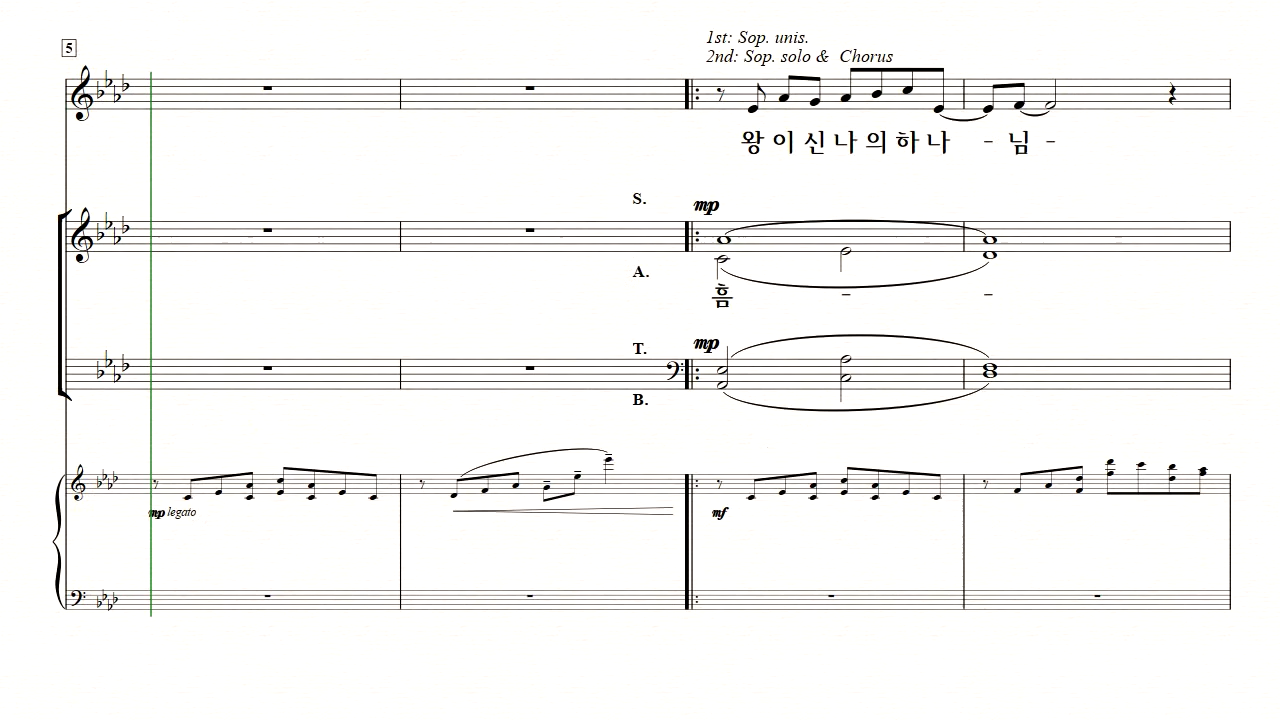 5
1st: Sop. unis.
2nd: Sop. solo & Chorus
왕 이 신 나 의 하 나 - 님 -
S.
mp
A.
흠 - -
T.
mp
B.
mp legato
mf